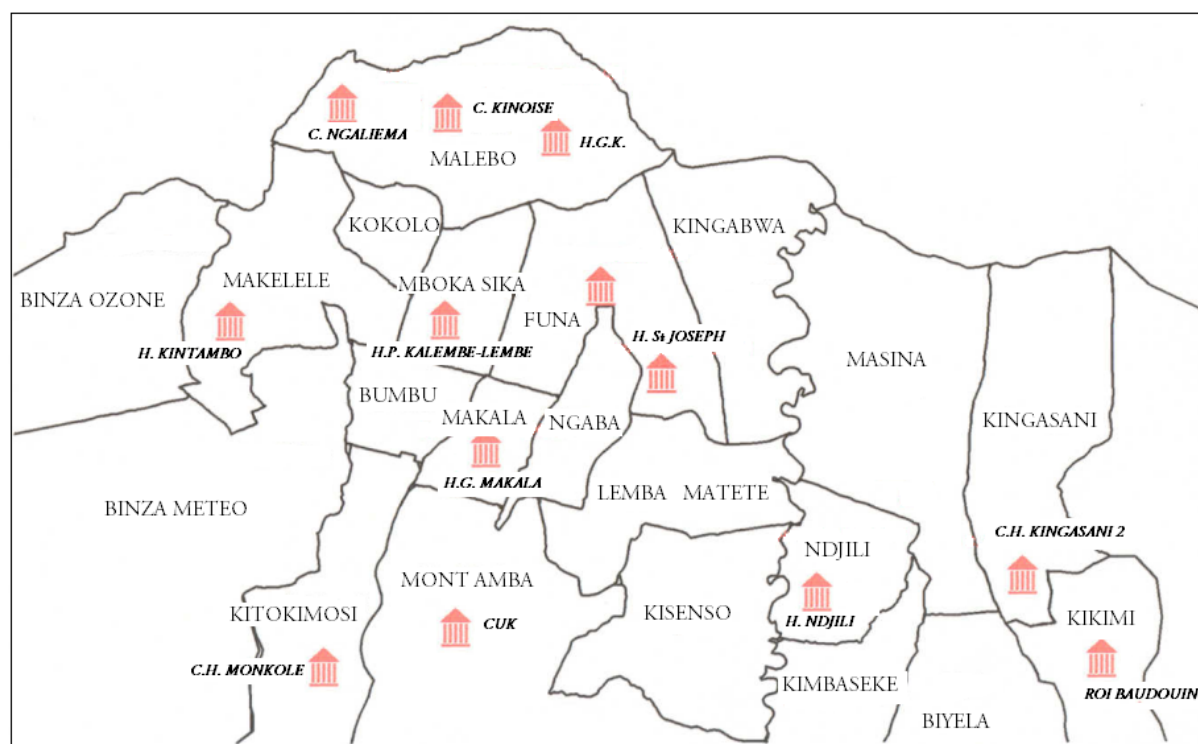 C. KINOISE
C. NGALIEMA
H.G.K.
MALEBO
KOKOLO
KINGABWA
MAKELELE
MBOKA SIKA
BINZA OZONE
FUNA
H. St JOSEPH
H. KINTAMBO
H.P. KALEMBE-LEMBE
MASINA
BUMBU
MAKALA
NGABA
KINGASANI
H.G. MAKALA
LEMBA MATETE
BINZA METEO
C.H. KINGASANI 2
NDJILI
MONT AMBA
KITOKIMOSI
CUK
KISENSO
H. NDJILI
KIKIMI
C.H. MONKOLE
KIMBASEKE
ROI BAUDOUIN
BIYELA